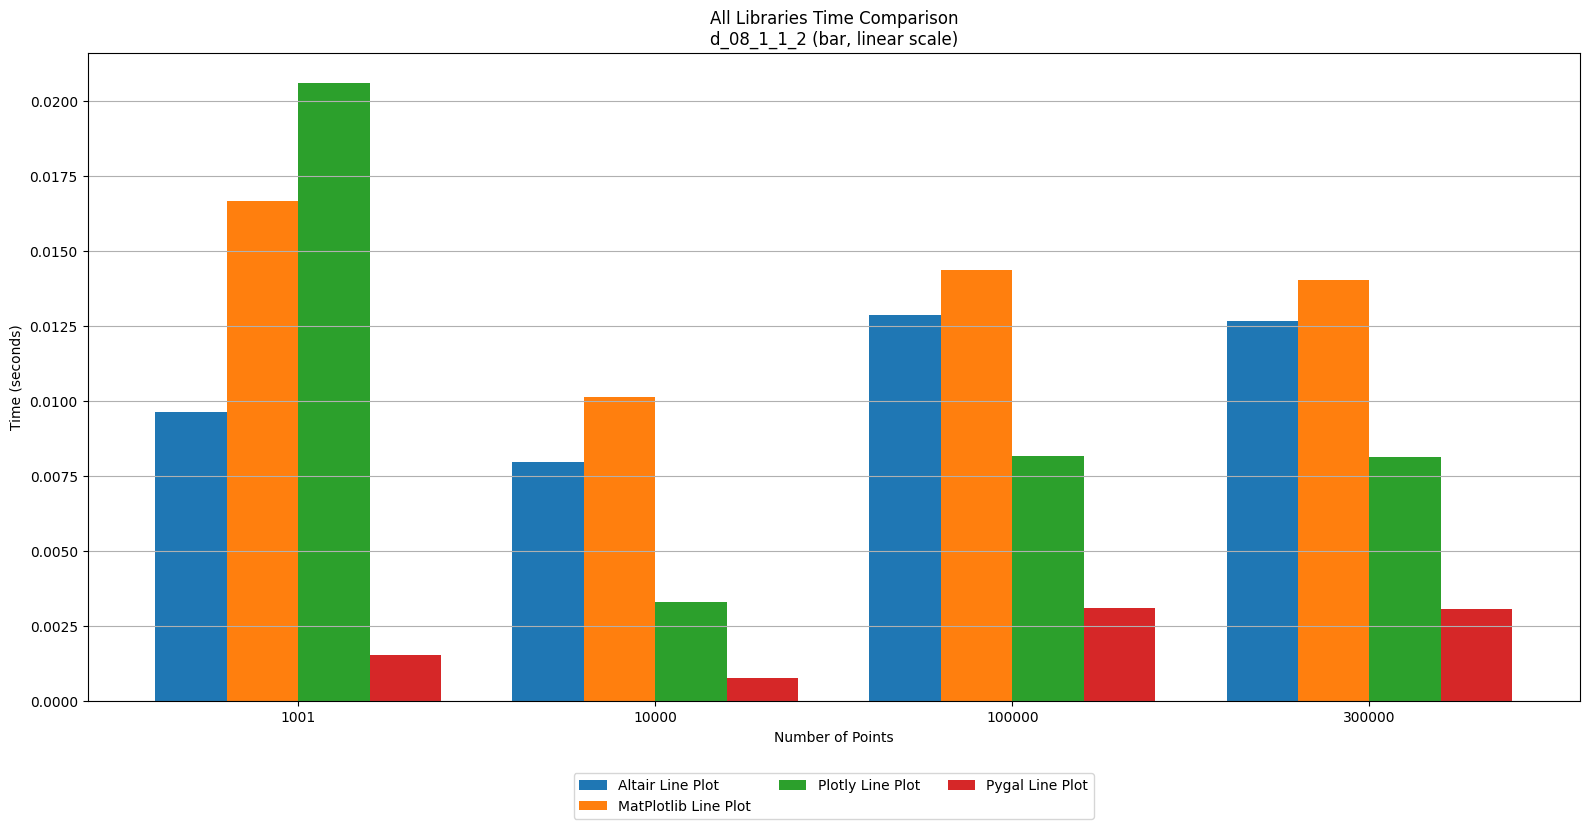 All Libraries Time Comparison
d_08_1_1_2 (bar, linear scale)
0.0200
0.0175
0.0150
0.0125
0.0100
0.0075
0.0050
0.0025
0.0000
Time (seconds)
1001 10000 100000 300000
Number of Points
Altair Line Plot Plotly Line Plot Pygal Line Plot
MatPlotlib Line Plot